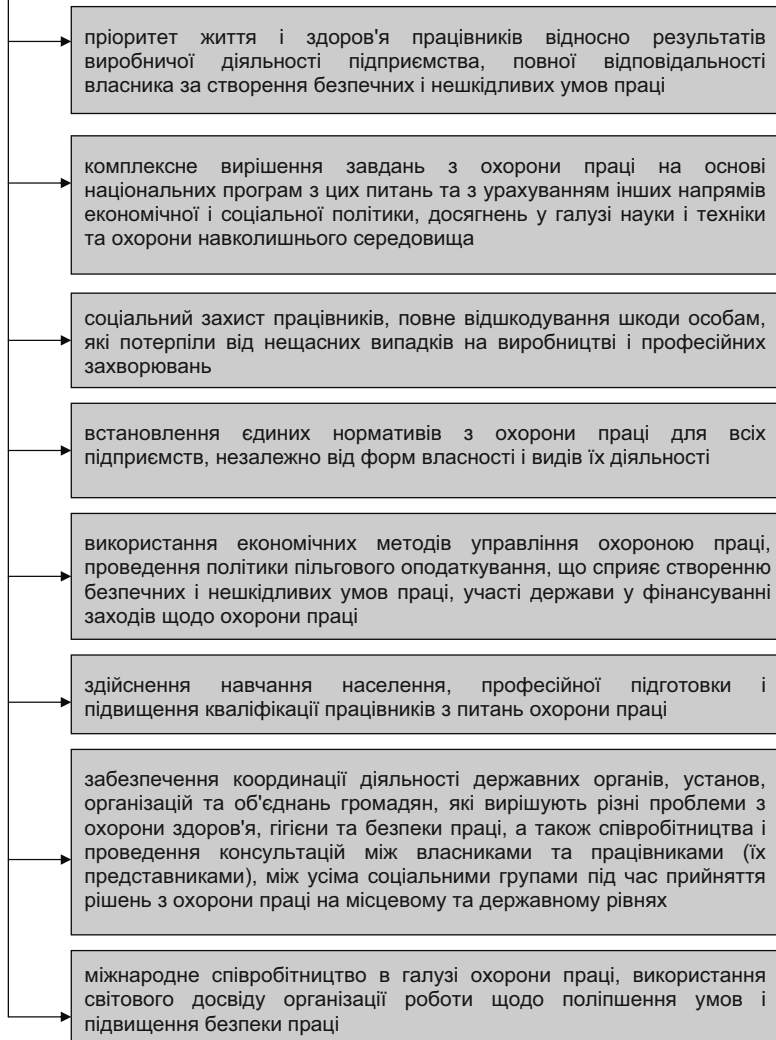 пріоритет життя і здоров'я працівників відносно результатів
виробничої діяльності підприємства, повної відповідальності
власника за створення безпечних і нешкідливих умов праці
комплексне вирішення завдань з охорони праці на основі
національних програм з цих питань та з урахуванням інших напрямів
економічної і соціальної політики, досягнень у галузі науки і техніки
та охорони навколишнього середовища
соціальний захист працівників, повне відшкодування шкоди особам,
які потерпіли від нещасних випадків на виробництві і професійних
захворювань
встановлення єдиних нормативів з охорони праці для всіх
підприємств, незалежно від форм власності і видів їх діяльності
використання економічних методів управління охороною праці,
проведення політики пільгового оподаткування, що сприяє створенню
безпечних і нешкідливих умов праці, участі держави у фінансуванні
заходів щодо охорони праці
здійснення навчання населення, професійної підготовки і
підвищення кваліфікації працівників з питань охорони праці
забезпечення координації діяльності державних органів, установ,
організацій та об'єднань громадян, які вирішують різні проблеми з
охорони здоров'я, гігієни та безпеки праці, а також співробітництва і
проведення консультацій між власниками та працівниками (їх
представниками), між усіма соціальними групами під час прийняття
рішень з охорони праці на місцевому та державному рівнях
міжнародне співробітництво в галузі охорони праці, використання
світового досвіду організації роботи щодо поліпшення умов і
підвищення безпеки праці